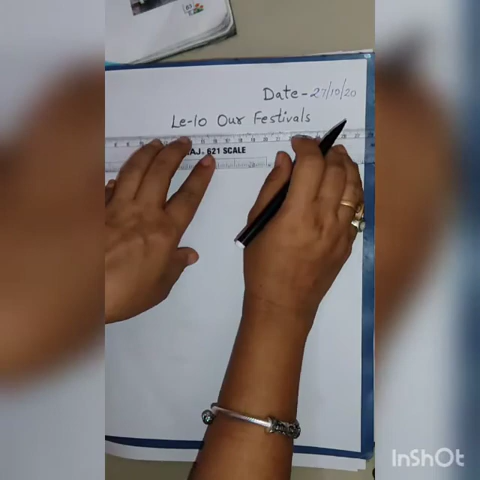 Date-27/10/20
Le-10 Our Festivals
AJ- 621 SCALE
InShOt